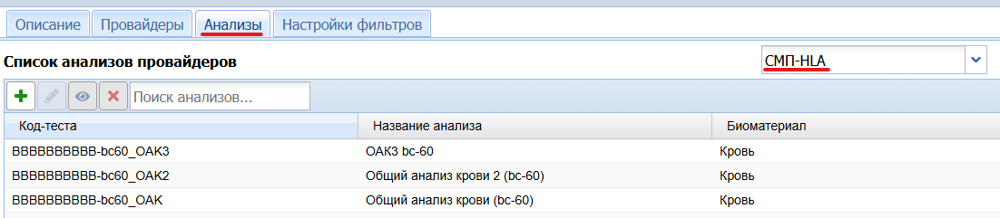 Описание Провайдеры Анализы Настройки фильтров
Список анализов провайдеров СМП-HLA
Поиск анализов...
Код-теста Название анализа Биоматериал
BBBBBBBBBB-bc60_OAK3 ОАК3 bc-60 Кровь
BBBBBBBBBB-bc60_OAK2 Общий анализ крови 2 (bc-60) Кровь
BBBBBBBBBB-bc60_OAK Общий анализ крови (bc-60) Кровь